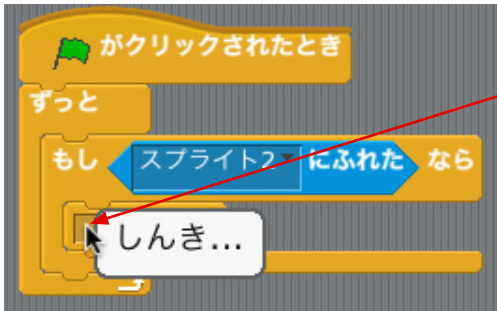 がクリックされたとき
ずっと
もし スプライト2 にふれた なら
しんき...